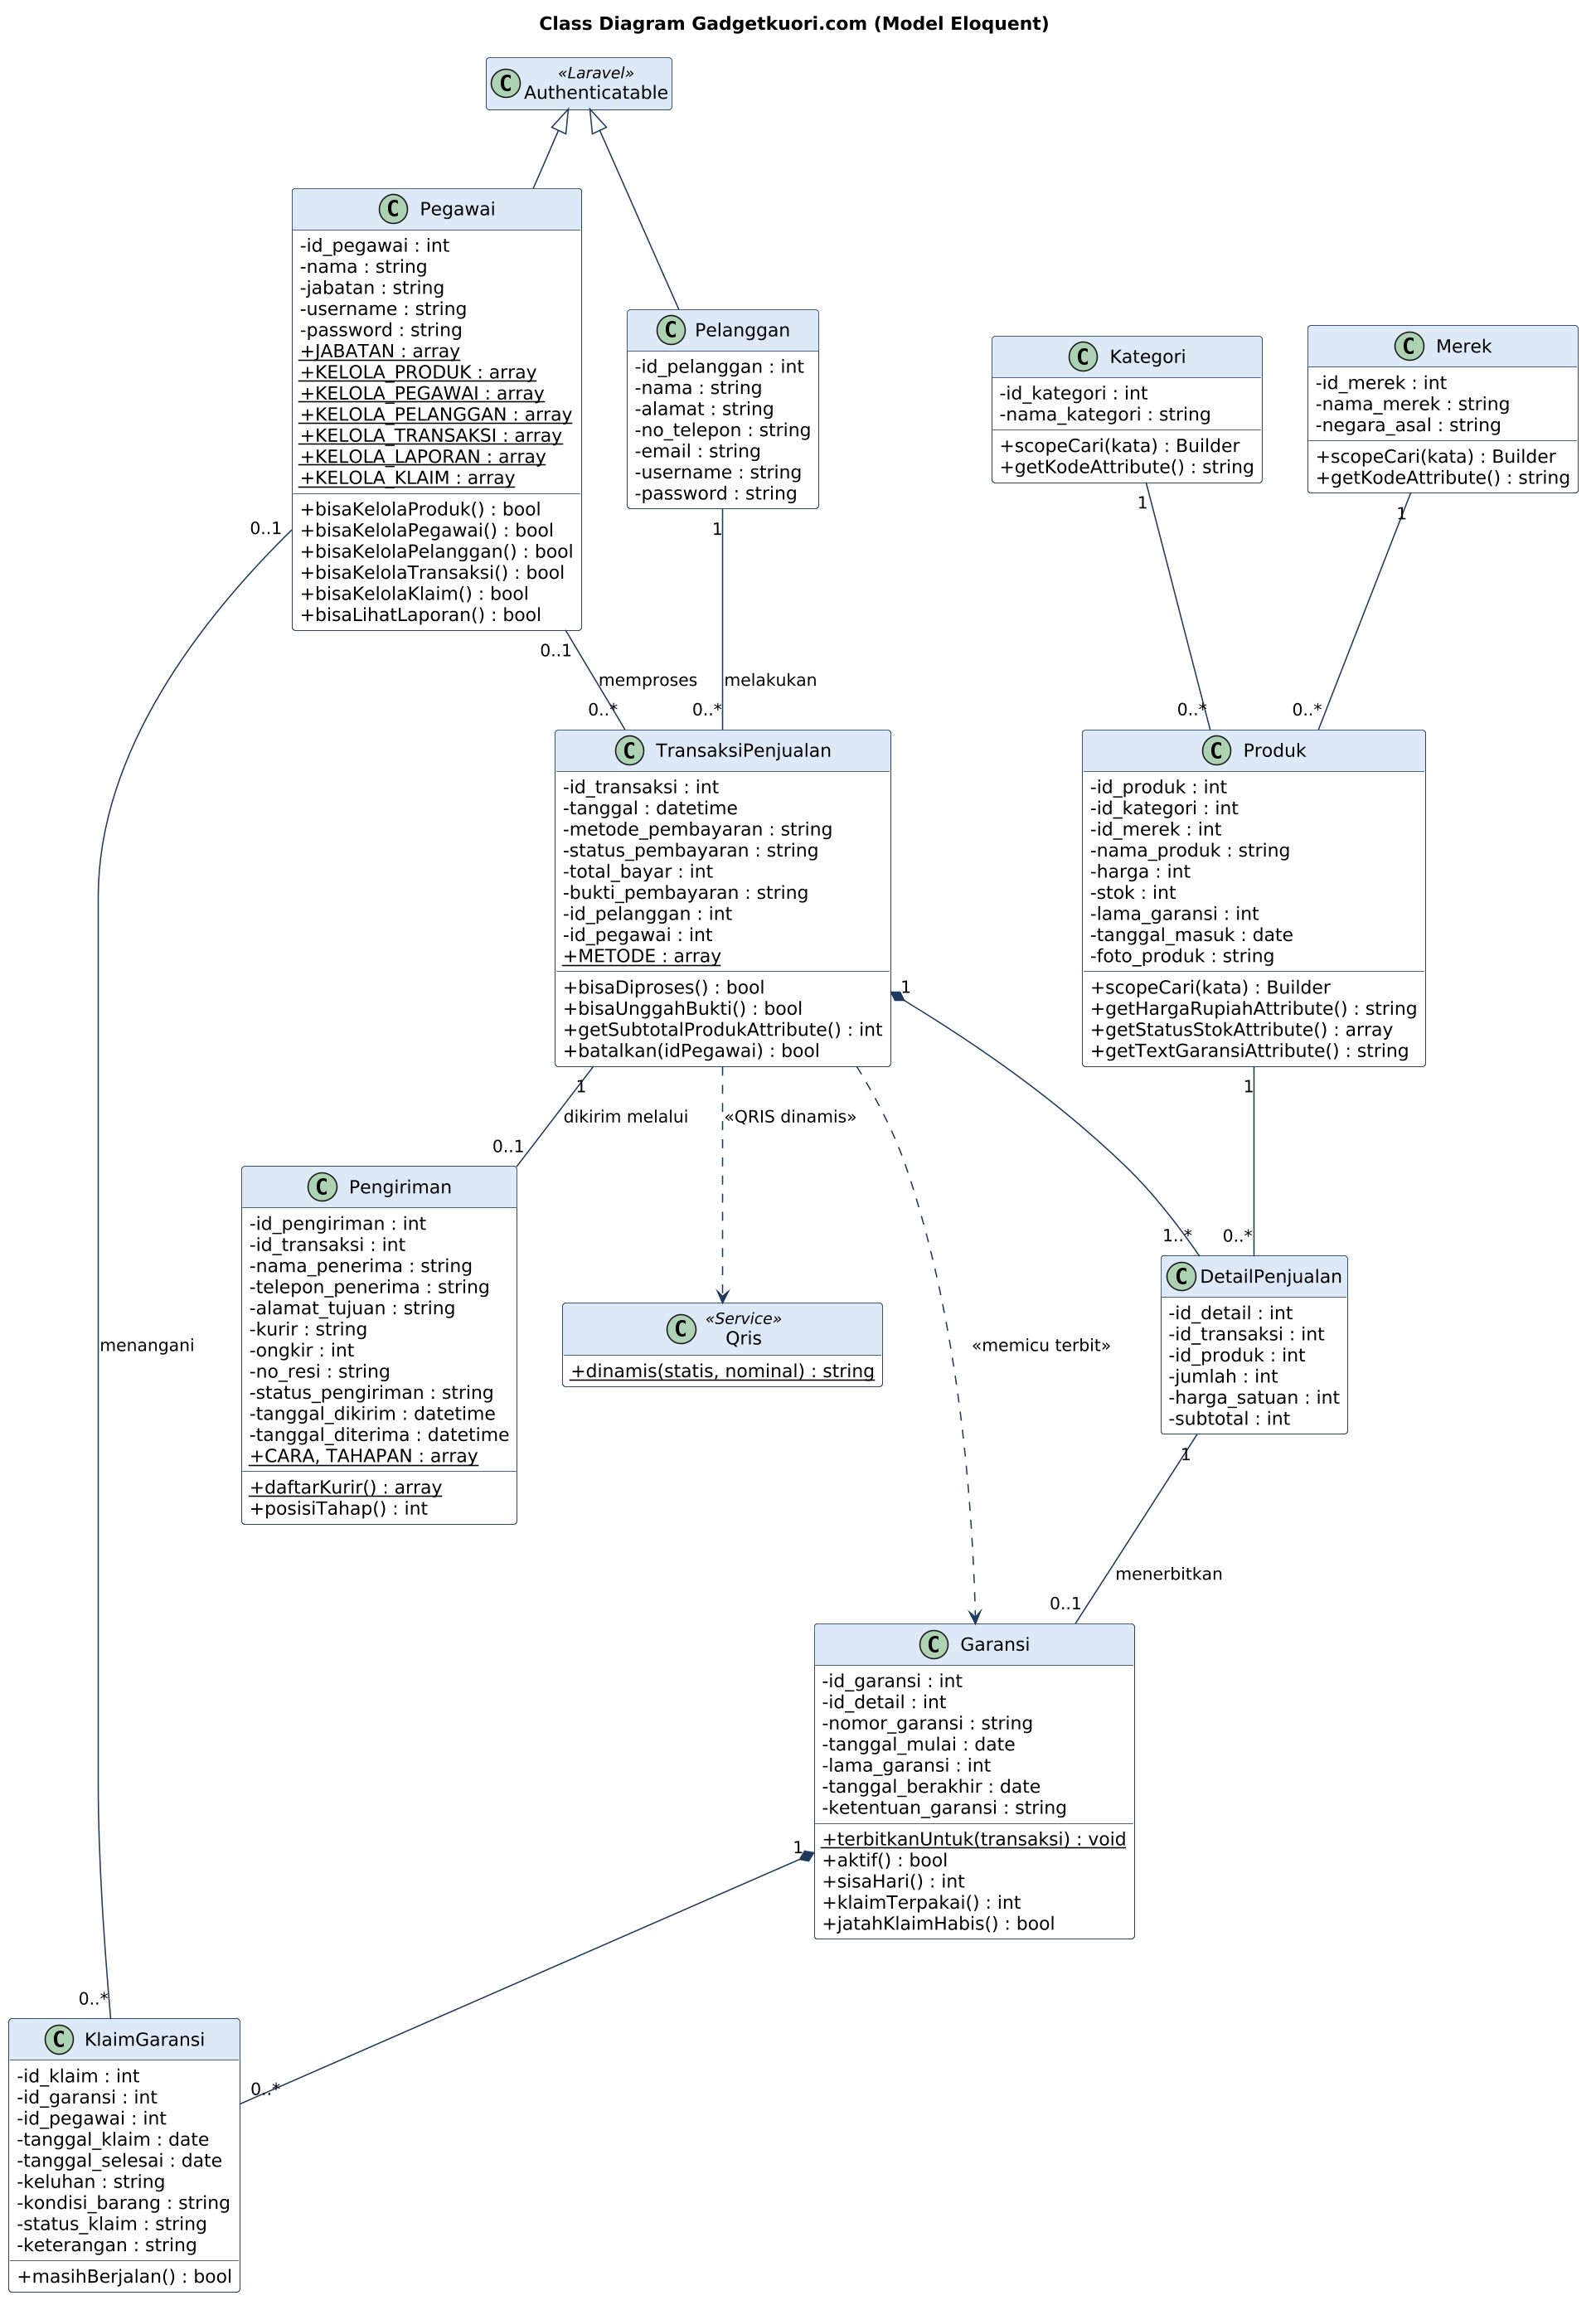 Class Diagram Gadgetkuori.com (Model Eloquent)
C
«Laravel»
Authenticatable
C Pegawai
-id_pegawai : int
-nama : string
-jabatan : string
-username : string
-password : string
+JABATAN : array
+KELOLA_PRODUK : array
+KELOLA_PEGAWAI : array
+KELOLA_PELANGGAN : array
+KELOLA_TRANSAKSI : array
+KELOLA_LAPORAN : array
+KELOLA_KLAIM : array
+bisaKelolaProduk() : bool
+bisaKelolaPegawai() : bool
+bisaKelolaPelanggan() : bool
+bisaKelolaTransaksi() : bool
+bisaKelolaKlaim() : bool
+bisaLihatLaporan() : bool
C Pelanggan
-id_pelanggan : int
-nama : string
-alamat : string
-no_telepon : string
-email : string
-username : string
-password : string
C Kategori
-id_kategori : int
-nama_kategori : string
+scopeCari(kata) : Builder
+getKodeAttribute() : string
C Merek
-id_merek : int
-nama_merek : string
-negara_asal : string
+scopeCari(kata) : Builder
+getKodeAttribute() : string
0..1
0..1
memproses
0..*
1
melakukan
0..*
1
0..*
1
0..*
C TransaksiPenjualan
-id_transaksi : int
-tanggal : datetime
-metode_pembayaran : string
-status_pembayaran : string
-total_bayar : int
-bukti_pembayaran : string
-id_pelanggan : int
-id_pegawai : int
+METODE : array
+bisaDiproses() : bool
+bisaUnggahBukti() : bool
+getSubtotalProdukAttribute() : int
+batalkan(idPegawai) : bool
C Produk
-id_produk : int
-id_kategori : int
-id_merek : int
-nama_produk : string
-harga : int
-stok : int
-lama_garansi : int
-tanggal_masuk : date
-foto_produk : string
+scopeCari(kata) : Builder
+getHargaRupiahAttribute() : string
+getStatusStokAttribute() : array
+getTextGaransiAttribute() : string
1
1
dikirim melalui
0..1
«QRIS dinamis»
1
1..*
0..*
C Pengiriman
-id_pengiriman : int
-id_transaksi : int
-nama_penerima : string
-telepon_penerima : string
-alamat_tujuan : string
-kurir : string
-ongkir : int
-no_resi : string
-status_pengiriman : string
-tanggal_dikirim : datetime
-tanggal_diterima : datetime
+CARA, TAHAPAN : array
+daftarKurir() : array
+posisiTahap() : int
C
«Service»
Qris
+dinamis(statis, nominal) : string
C DetailPenjualan
-id_detail : int
-id_transaksi : int
-id_produk : int
-jumlah : int
-harga_satuan : int
-subtotal : int
menangani
«memicu terbit»
1
menerbitkan
0..1
C Garansi
-id_garansi : int
-id_detail : int
-nomor_garansi : string
-tanggal_mulai : date
-lama_garansi : int
-tanggal_berakhir : date
-ketentuan_garansi : string
+terbitkanUntuk(transaksi) : void
+aktif() : bool
+sisaHari() : int
+klaimTerpakai() : int
+jatahKlaimHabis() : bool
1
0..*
0..*
C KlaimGaransi
-id_klaim : int
-id_garansi : int
-id_pegawai : int
-tanggal_klaim : date
-tanggal_selesai : date
-keluhan : string
-kondisi_barang : string
-status_klaim : string
-keterangan : string
+masihBerjalan() : bool